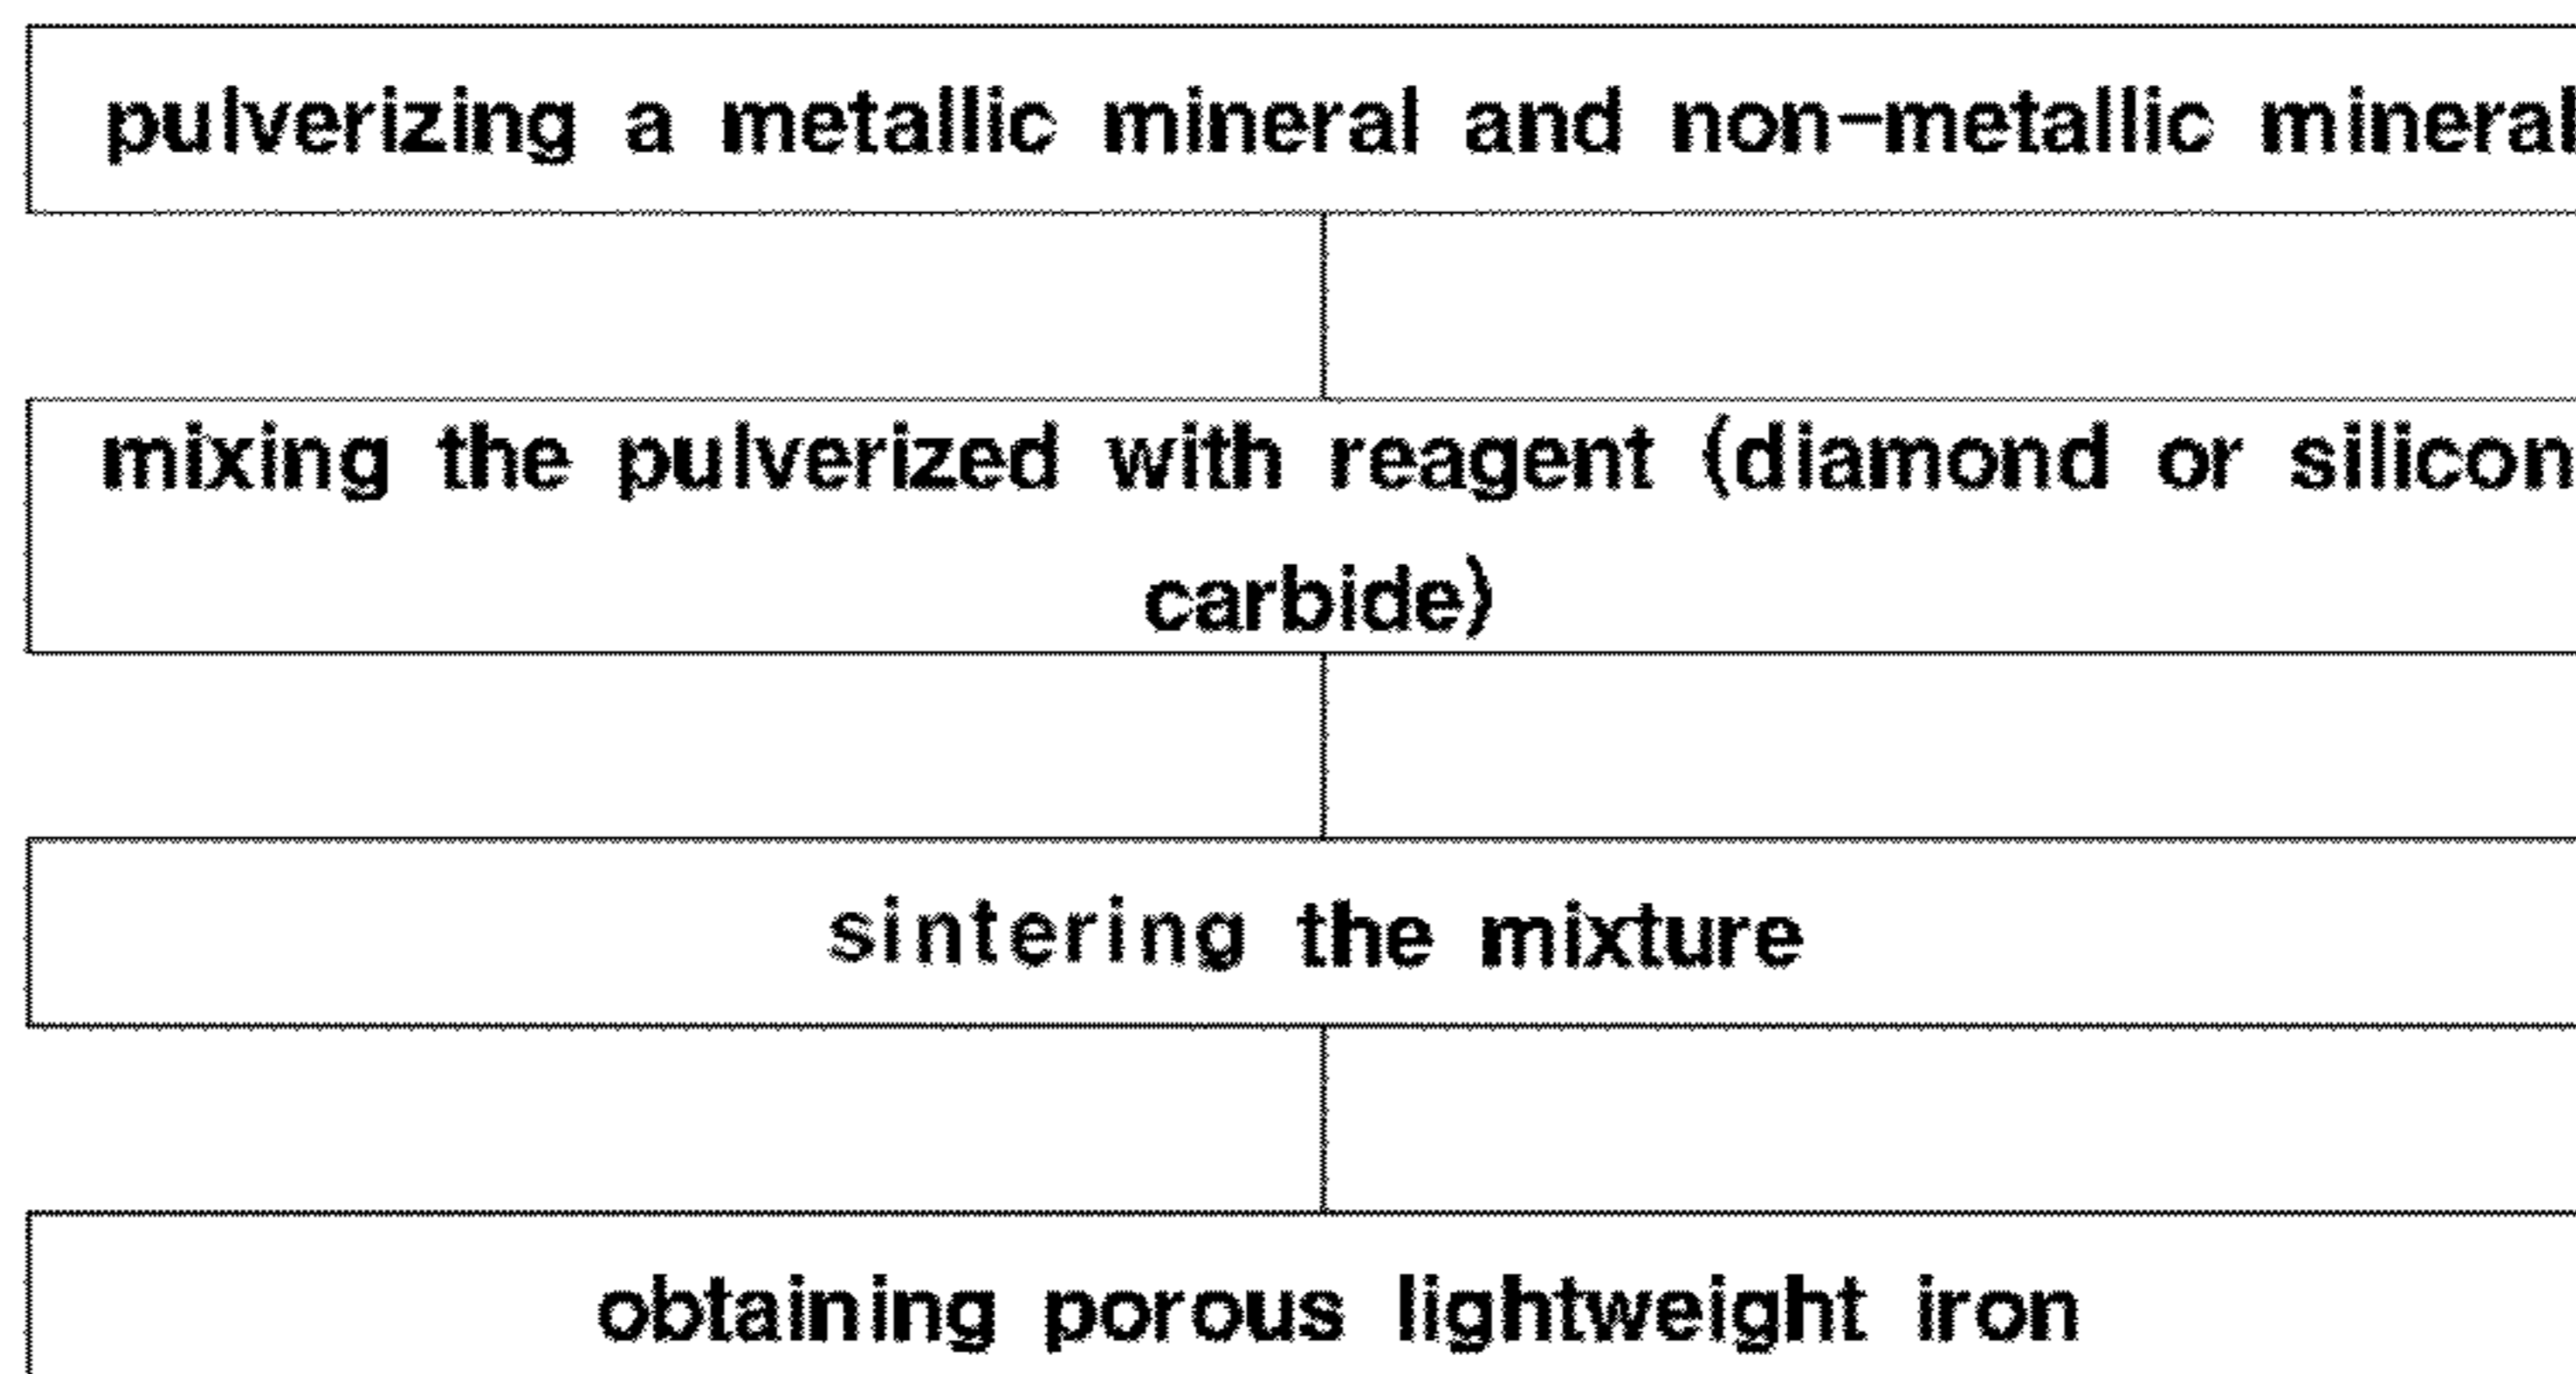 pulverizing a metallic mineral and non-metallic mineral
mixing the pulverized with reagent (diamond or silicon
carbide)
sintering the mixture
obtaining porous lightweight iron